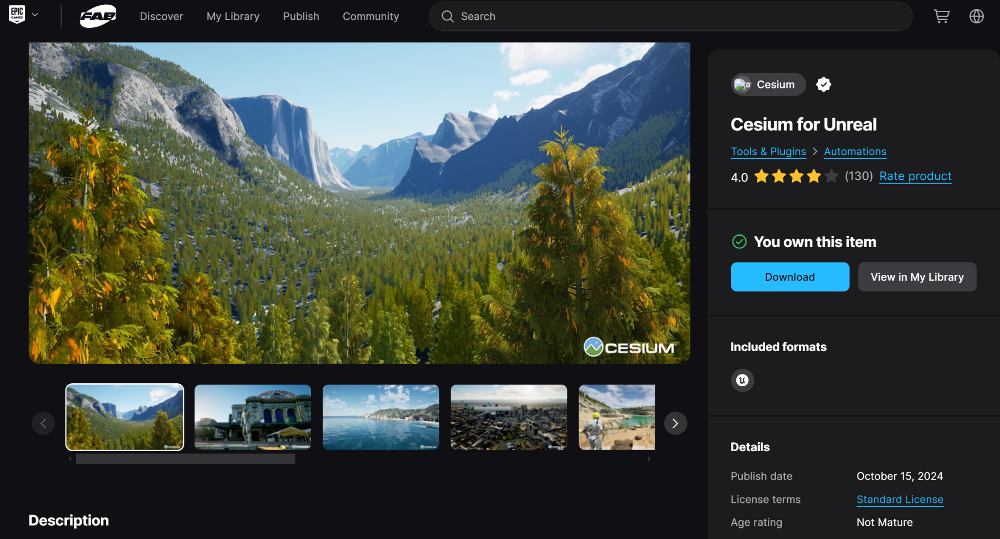 EPIC
GAMES
FAB
Discover
My Library
Publish
Community
Search
Cesium
Cesium for Unreal
Tools & Plugins > Automations
4.0 (130) Rate product
You own this item
Download
View in My Library
CESIUM
Included formats
Details
Publish date October 15, 2024
License terms Standard License
Age rating Not Mature
Description